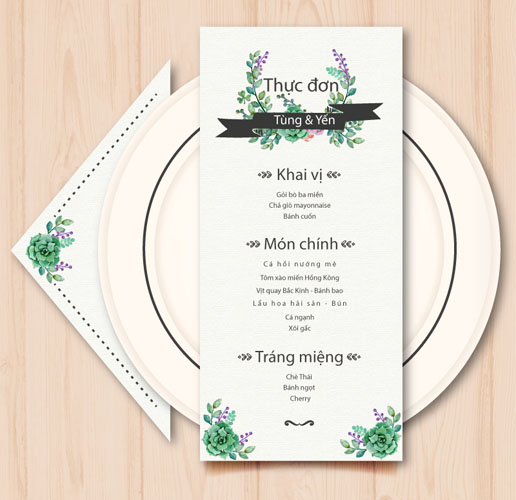 Thực đơn
Tùng & Yến
Khai vị
Gỏi bò ba miền
Chả giò mayonnaise
Bánh cuốn
Món chính
Cá hồi nướng mè
Tôm xào miến Hồng Kông
Vịt quay Bắc Kinh - Bánh bao
Lẩu hoa hải sản - Bún
Cá ngạnh
Xôi gấc
Tráng miệng
Chè Thái
Bánh ngọt
Cherry